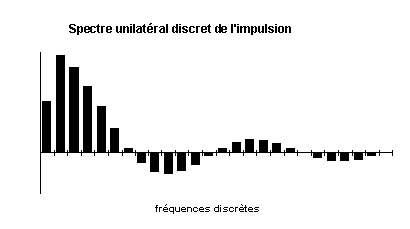 Spectre unilatéral discret de l'impulsion
fréquences discrètes